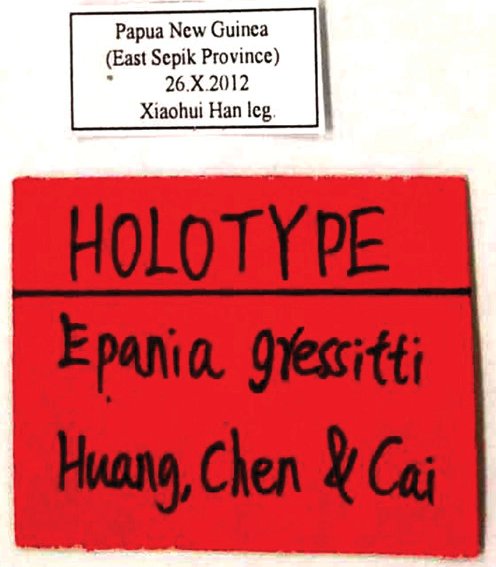 Papua New Guinea
(East Sepik Province)
26.X.2012
Xiaohui Han leg.
HOLOTYPE
Epania gressitti
Huang, Chen & Cai